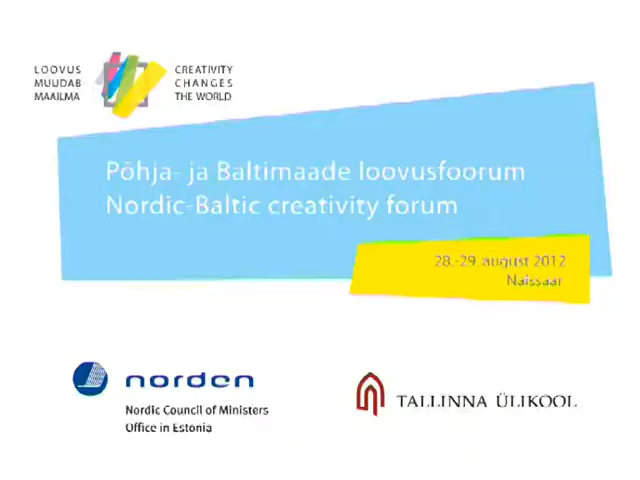 LOOVUS
MUUDAB
MAAILMA
CREATIVITY
CHANGES
THE WORLD
Põhja- ja Baltimaade loovusfoorum
Nordic-Baltic creativity forum
28.-29. august 2012
Naissaar
norden
Nordic Council of Ministers
Office in Estonia
TALLINNA ÜLIKOOL